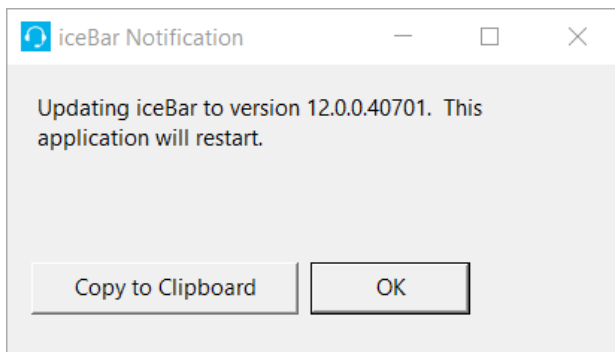 iceBar Notification
Updating iceBar to version 12.0.0.40701.  This
application will restart.
Copy to Clipboard
OK